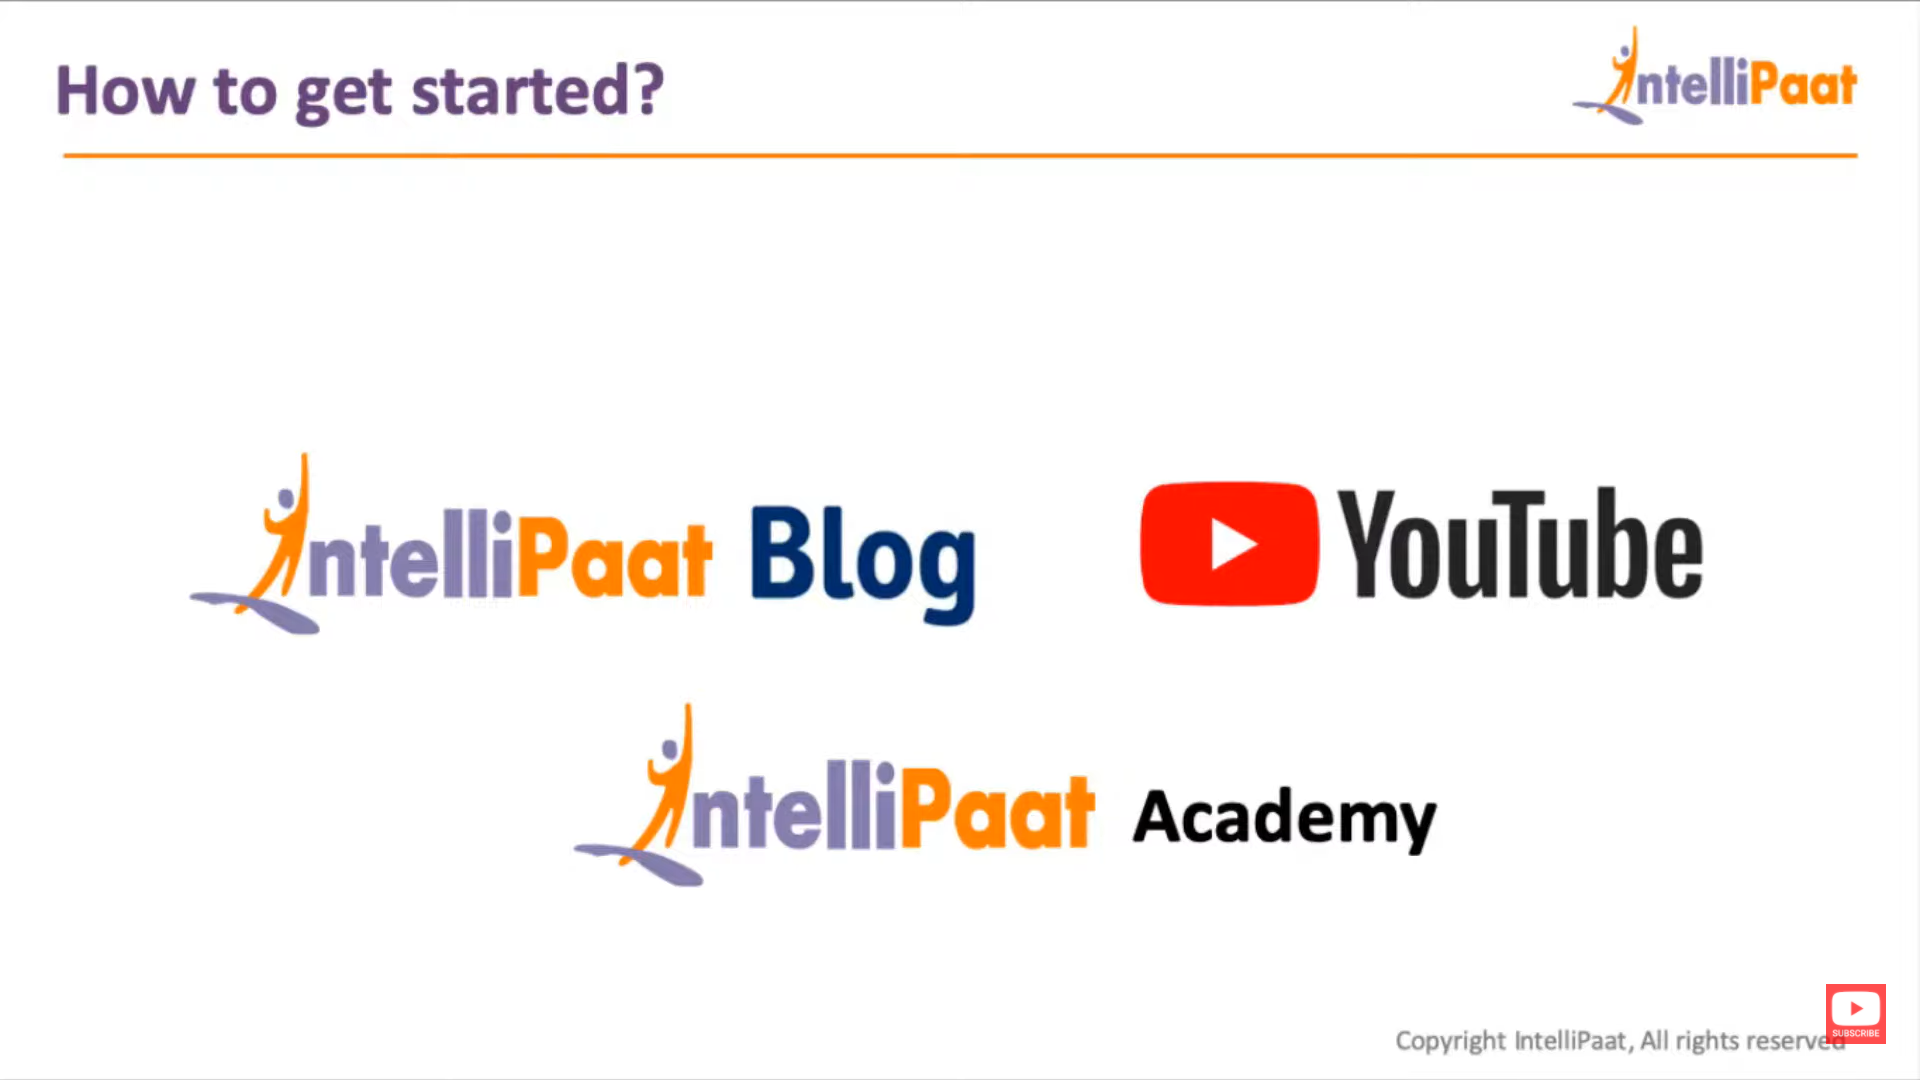 How to get started?
IntelliPaat
IntelliPaat Blog
YouTube
IntelliPaat Academy
SUBSCRIBE
Copyright IntelliPaat, All rights reserved